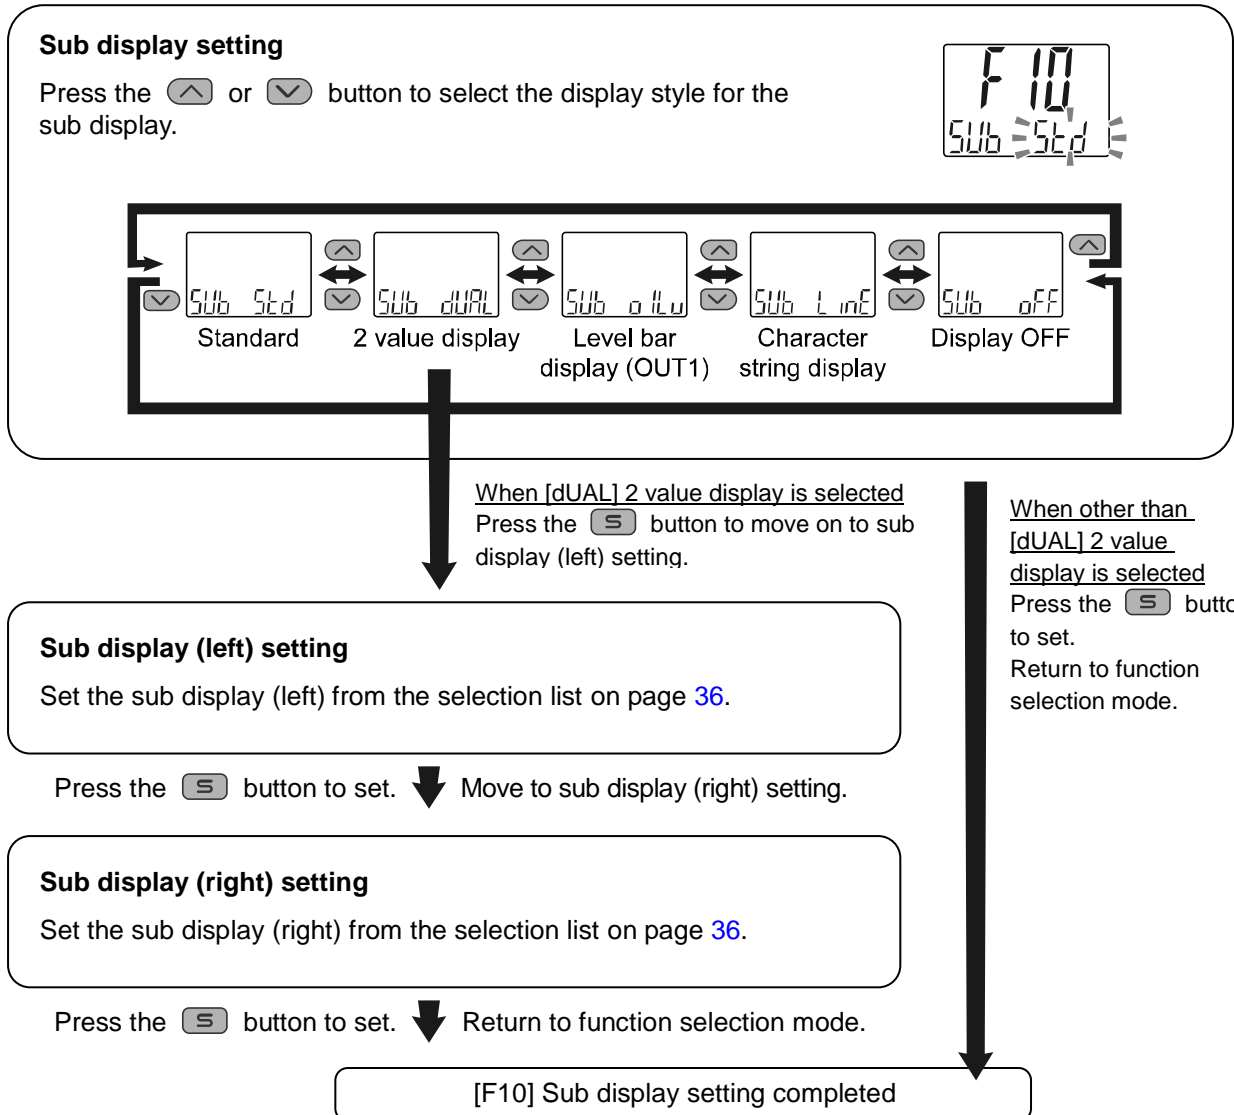 Sub display setting
Press the or button to select the display style for the
sub display.
F10
SUb Std
SUb Std
SUb dUAL
SUb o1Lv
SUb LinE
SUb oFF
Standard
2 value display
Level bar
display (OUT1)
Character
string display
Display OFF
When [dUAL] 2 value display is selected
Press the S button to move on to sub
display (left) setting.
When other than
[dUAL] 2 value
display is selected
Press the S butto
to set.
Return to function
selection mode.
Sub display (left) setting
Set the sub display (left) from the selection list on page 36.
Press the S button to set. Move to sub display (right) setting.
Sub display (right) setting
Set the sub display (right) from the selection list on page 36.
Press the S button to set. Return to function selection mode.
[F10] Sub display setting completed